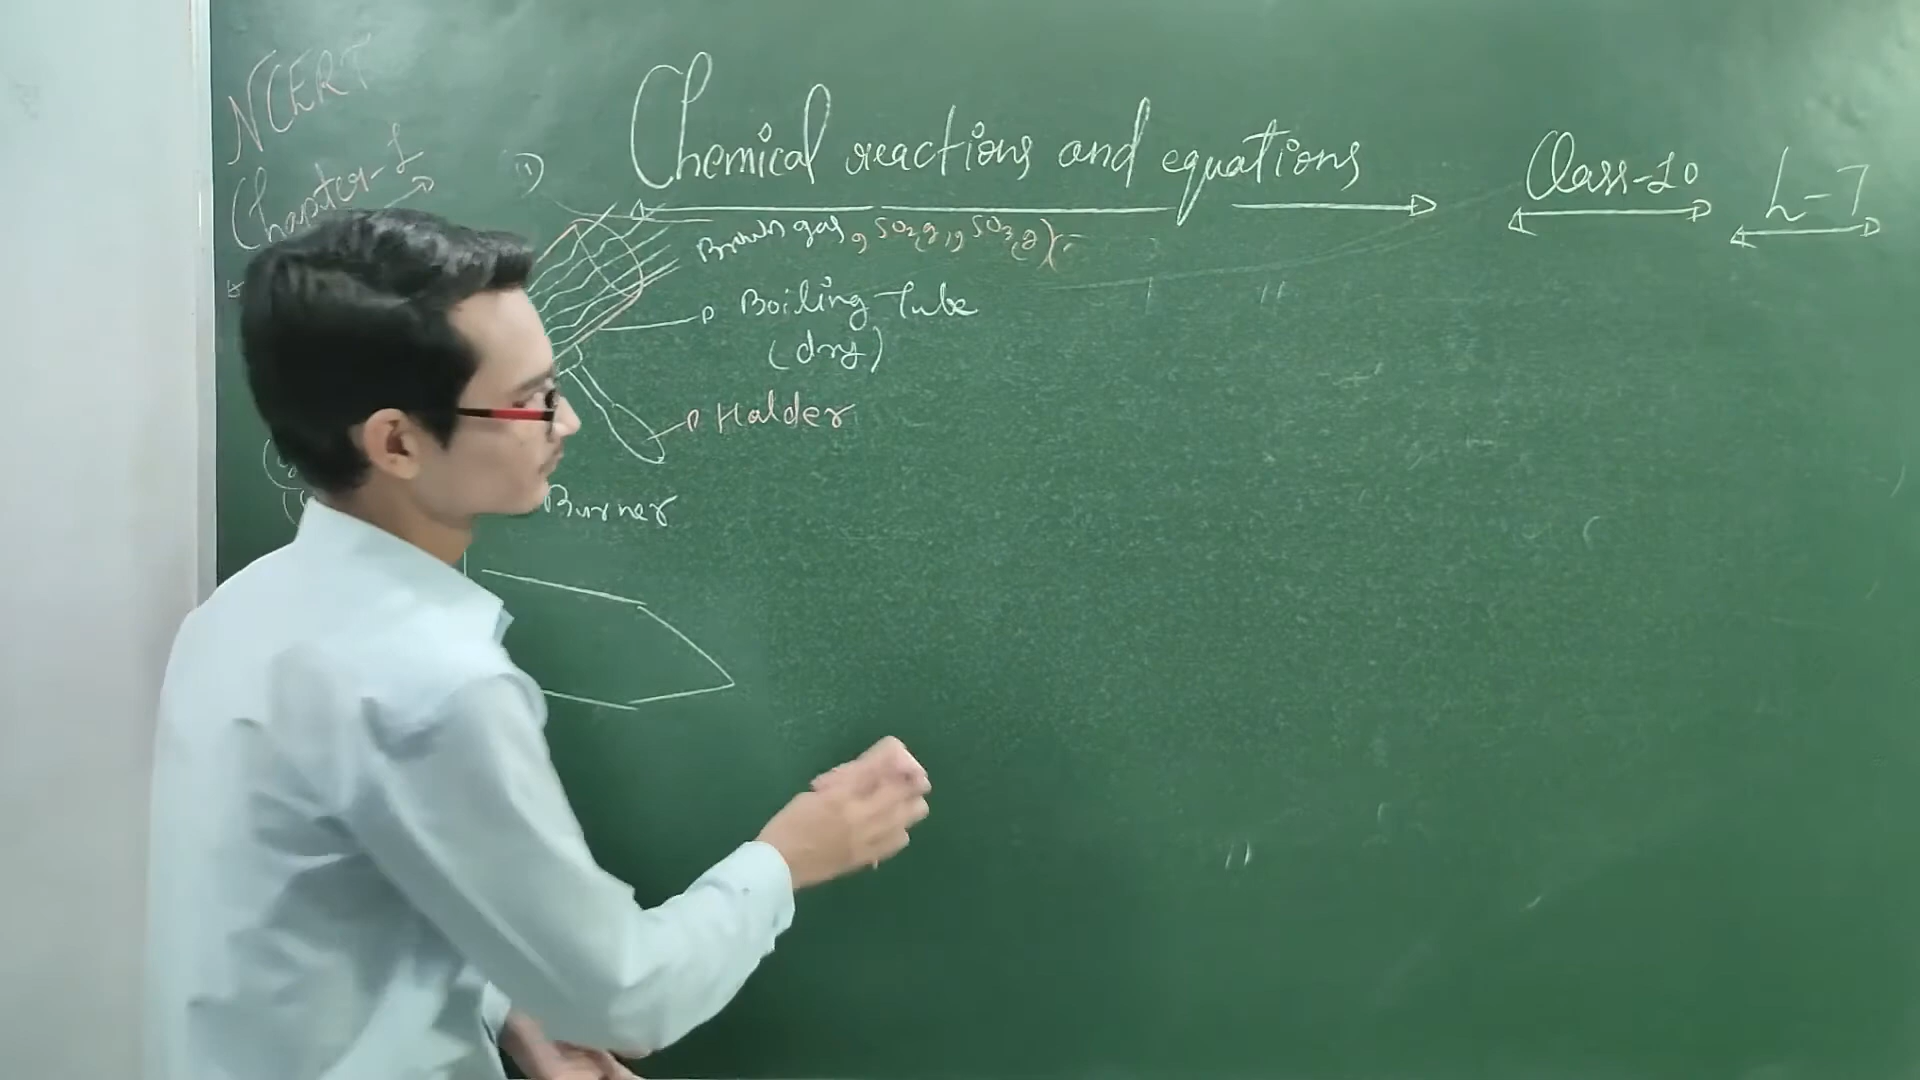 NCERT
Chapter-1
1)
Chemical reactions and equations
Class-10
L-7
Brown gas, SO2(g), SO3(g)
Boiling Tube
(dry)
Holder
Burner